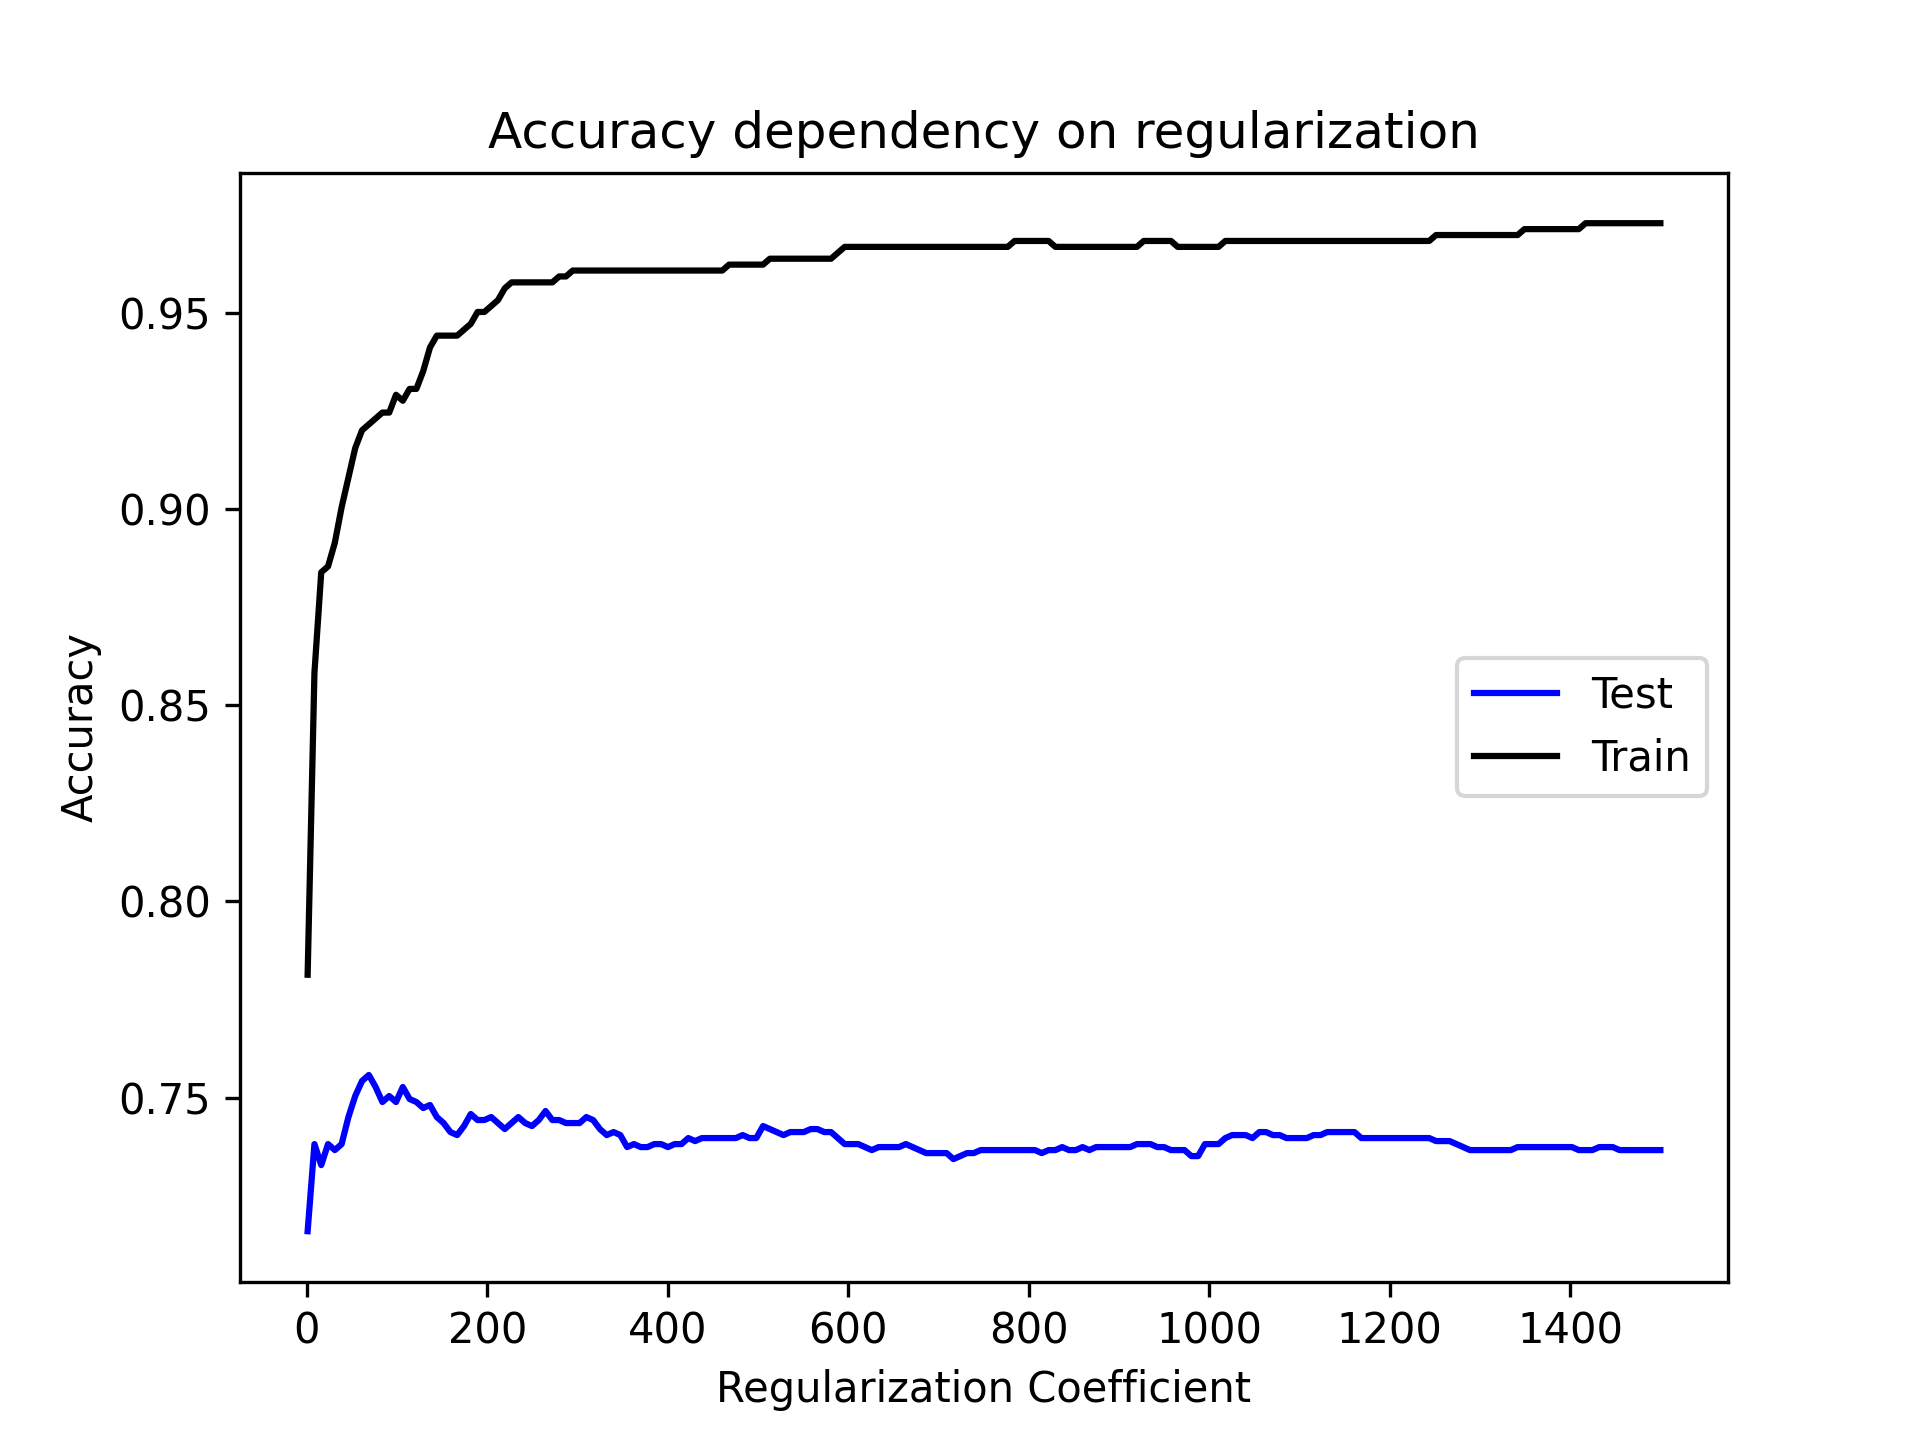 Accuracy dependency on regularization
Accuracy
0.95
0.90
0.85
0.80
0.75
Test
Train
0 200 400 600 800 1000 1200 1400
Regularization Coefficient